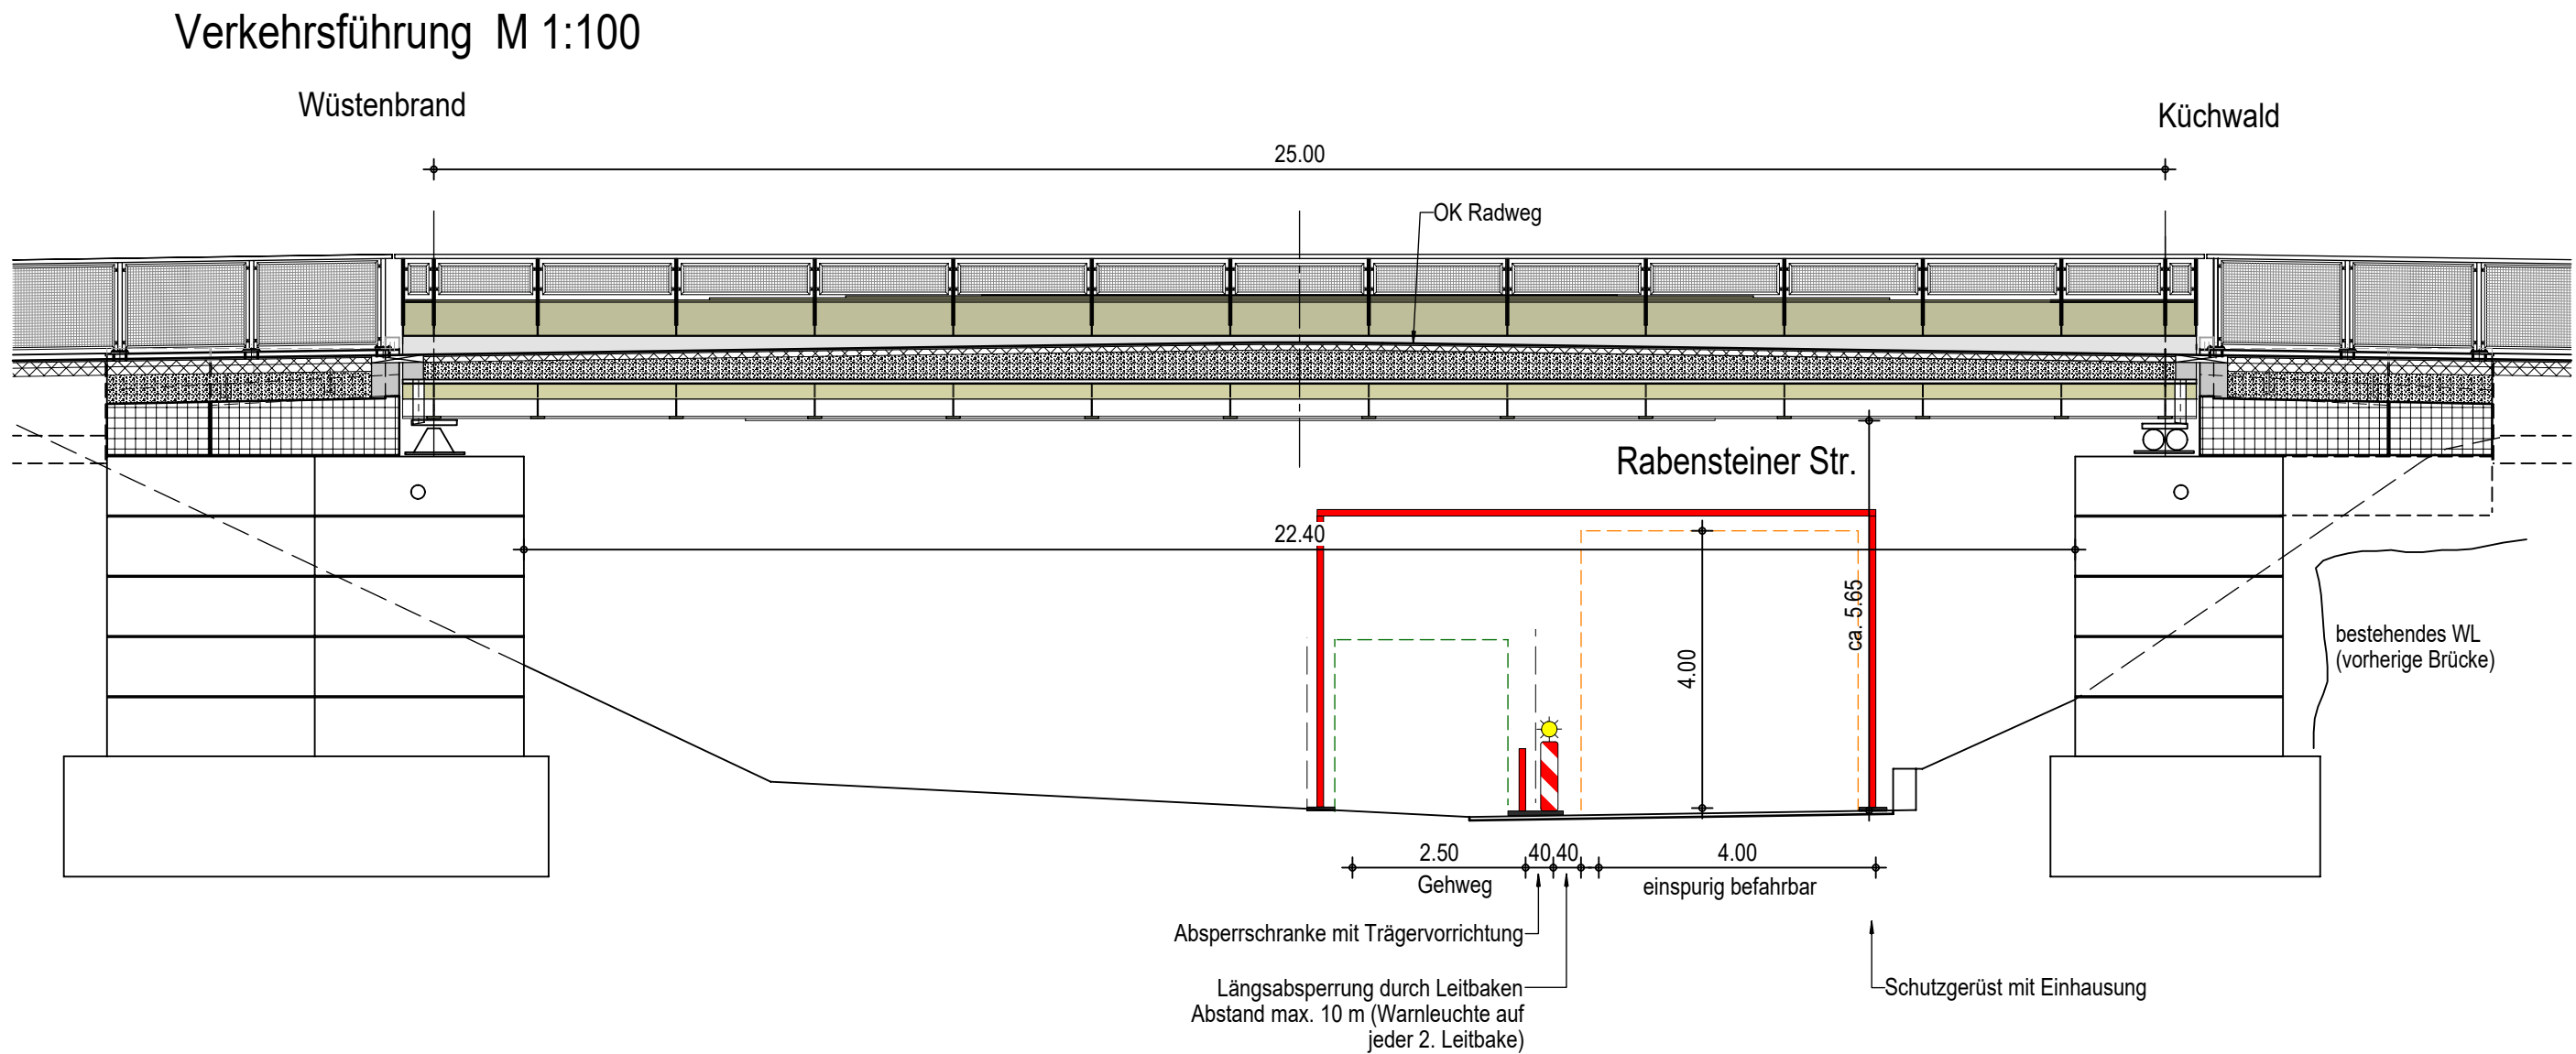 Verkehrsführung M 1:100
Wüstenbrand
Küchwald
25.00
OK Radweg
Rabensteiner Str.
22.40
ca. 5.65
4.00
bestehendes WL
(vorherige Brücke)
2.50
40
40
4.00
Gehweg
einspurig befahrbar
Absperrschranke mit Trägervorrichtung
Längsabsperrung durch Leitbaken
Abstand max. 10 m (Warnleuchte auf
jeder 2. Leitbake)
Schutzgerüst mit Einhausung